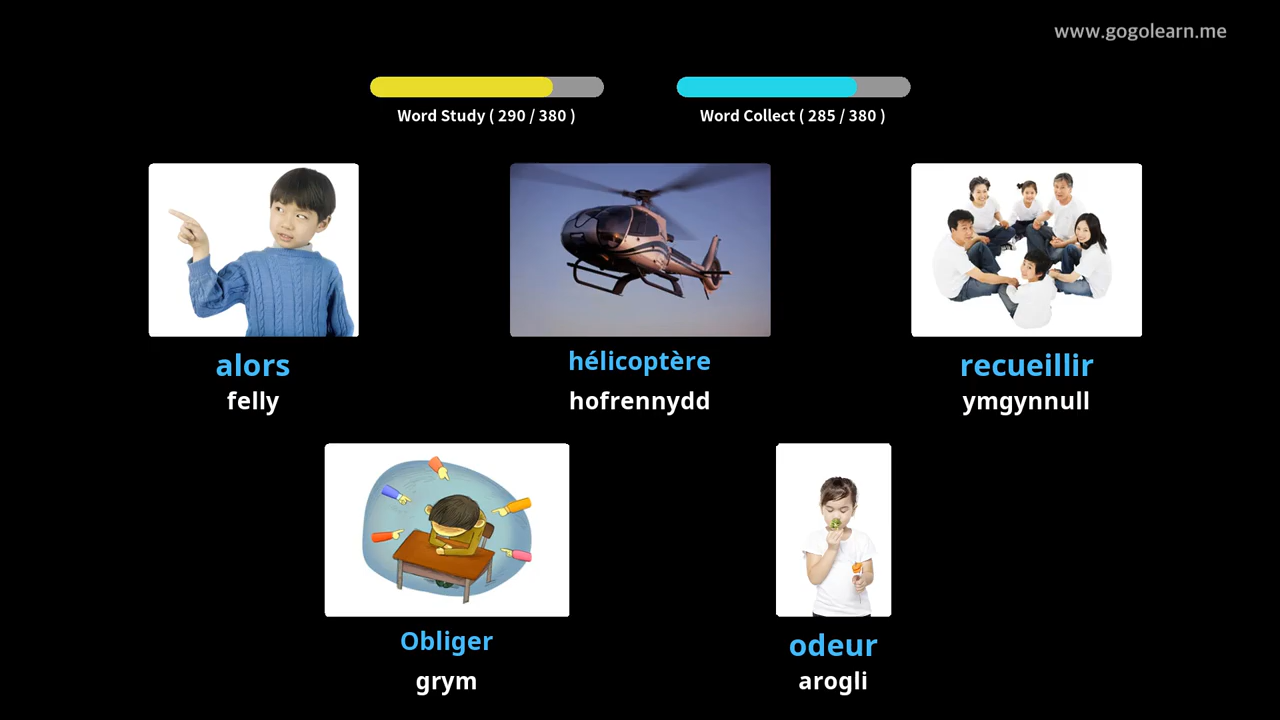 www.gogolearn.me
Word Study ( 290 / 380 )
Word Collect ( 285 / 380 )
alors
felly
hélicoptère
hofrennydd
recueillir
ymgynnull
Obliger
grym
odeur
arogli